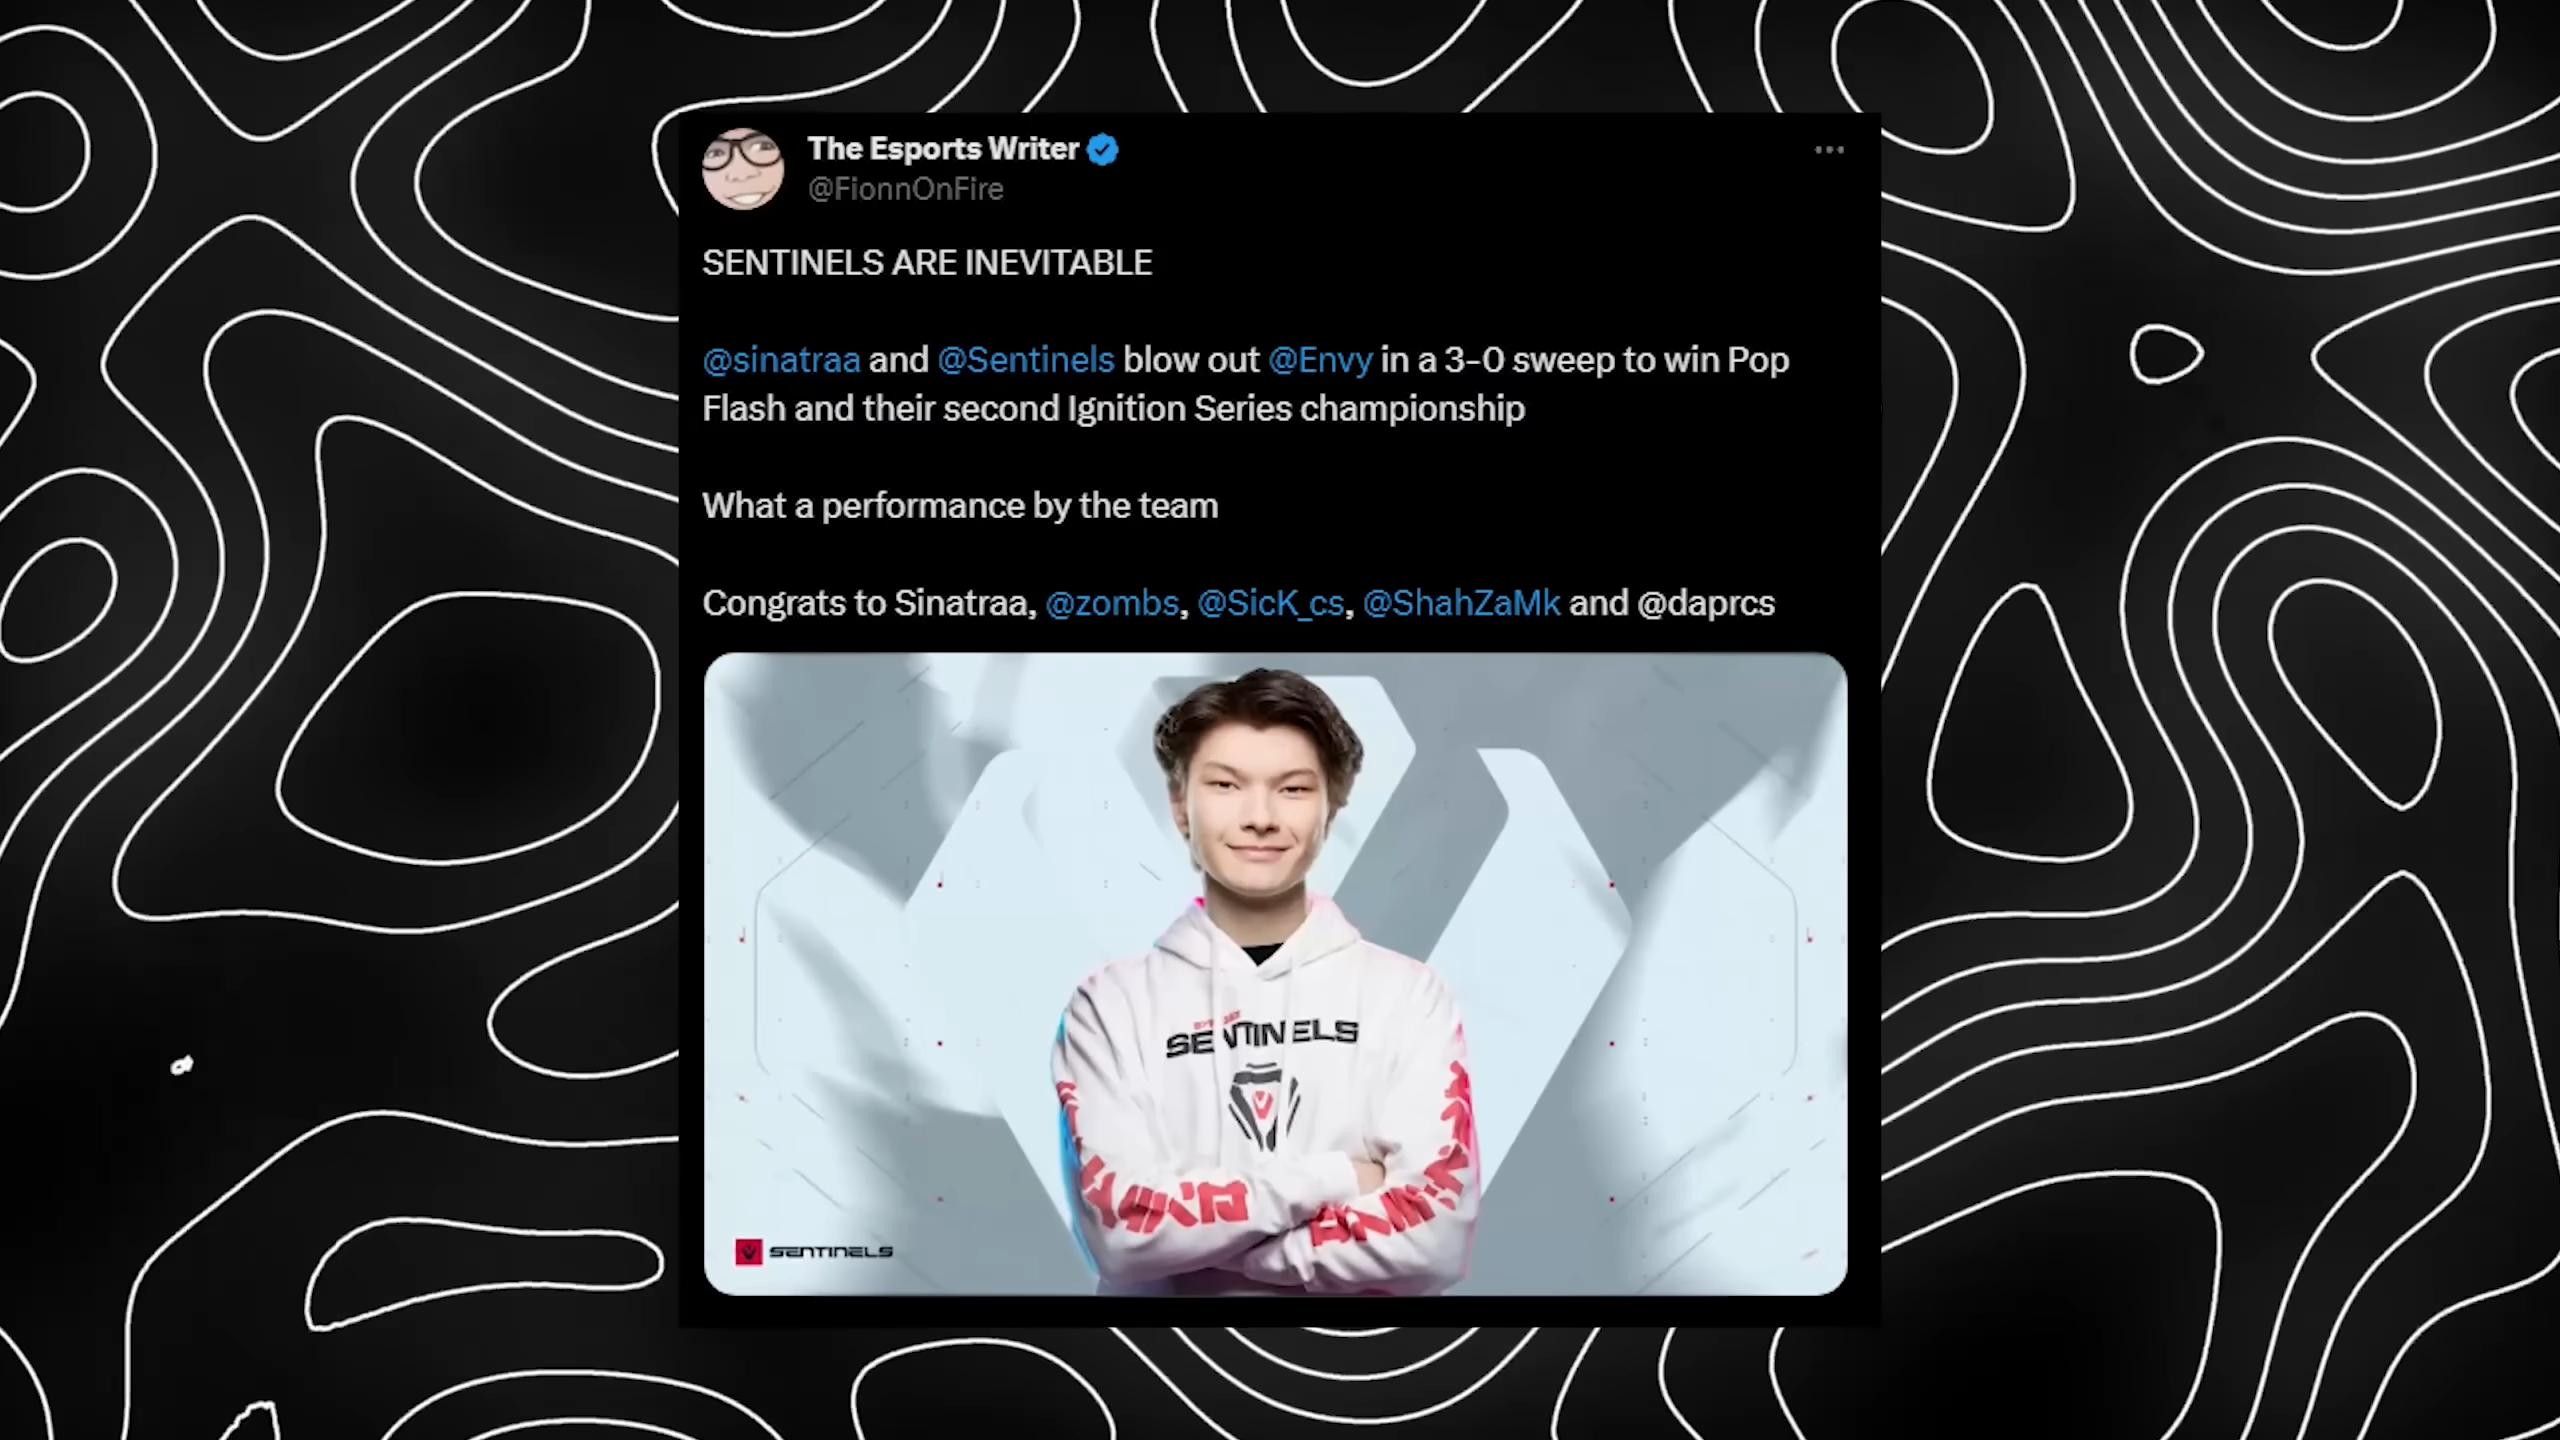 The Esports Writer
@FionnOnFire
SENTINELS ARE INEVITABLE
@sinatraa and @Sentinels blow out @Envy in a 3-0 sweep to win Pop
Flash and their second Ignition Series championship
What a performance by the team
Congrats to Sinatraa, @zombs, @SicK_cs, @ShahZaMk and @daprcs
SENTINELS
SENTINELS